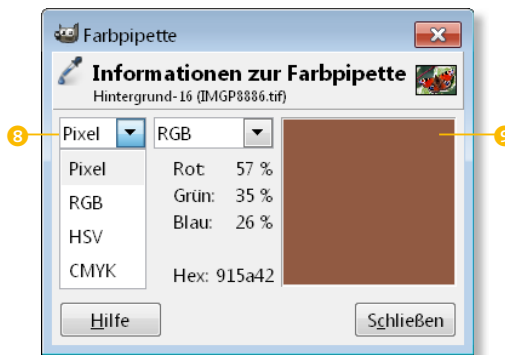 Farbpipette
Informationen zur Farbpipette
Hintergrund-16 (IMGP8886.tif)
8
Pixel RGB
9
Pixel Rot: 57 %
RGB Grün: 35 %
HSV Blau: 26 %
CMYK Hex: 915a42
Hilfe Schließen